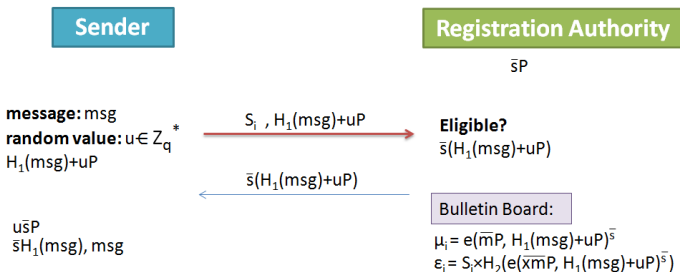 Sender
Registration Authority
s̄P
message: msg
random value: u∈ Zq*
H₁(msg)+uP
Sᵢ , H₁(msg)+uP
Eligible?
s̄(H₁(msg)+uP)
s̄(H₁(msg)+uP)
Bulletin Board:
us̄P
s̄H₁(msg), msg
μᵢ = e(m̄P, H₁(msg)+uP)^s̄
εᵢ = Sᵢ×H₂(e(x̄m̄P, H₁(msg)+uP)^s̄)